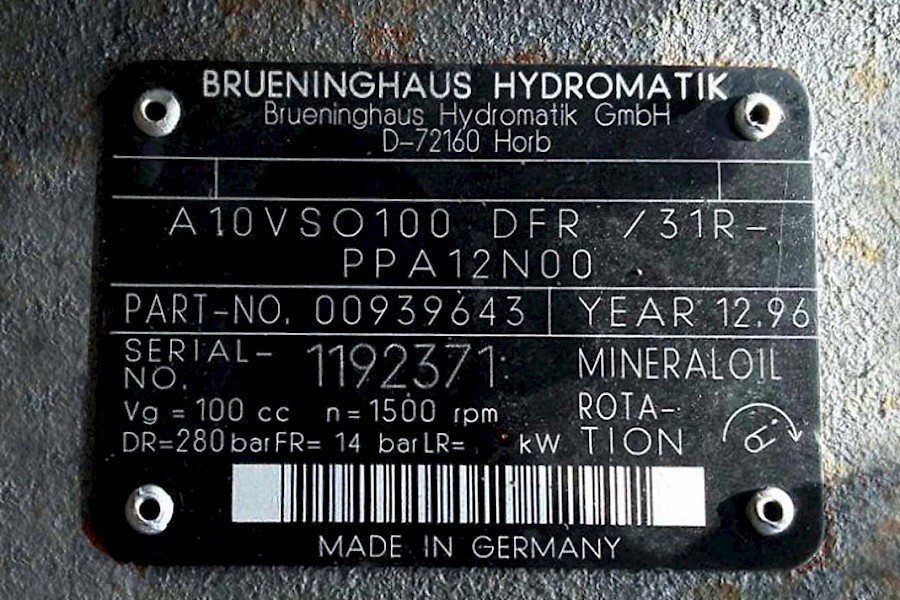 BRUENINGHAUS HYDROMATIK
Brueninghaus Hydromatik GmbH
D-72160 Horb
A10VSO100 DFR /31R-
PPA12N00
PART-NO. 00939643 YEAR 12.96
SERIAL-
NO. 1192371 MINERALOIL
Vg = 100 cc n = 1500 rpm ROTA-
DR=280 bar FR= 14 bar LR= kW TION
MADE IN GERMANY